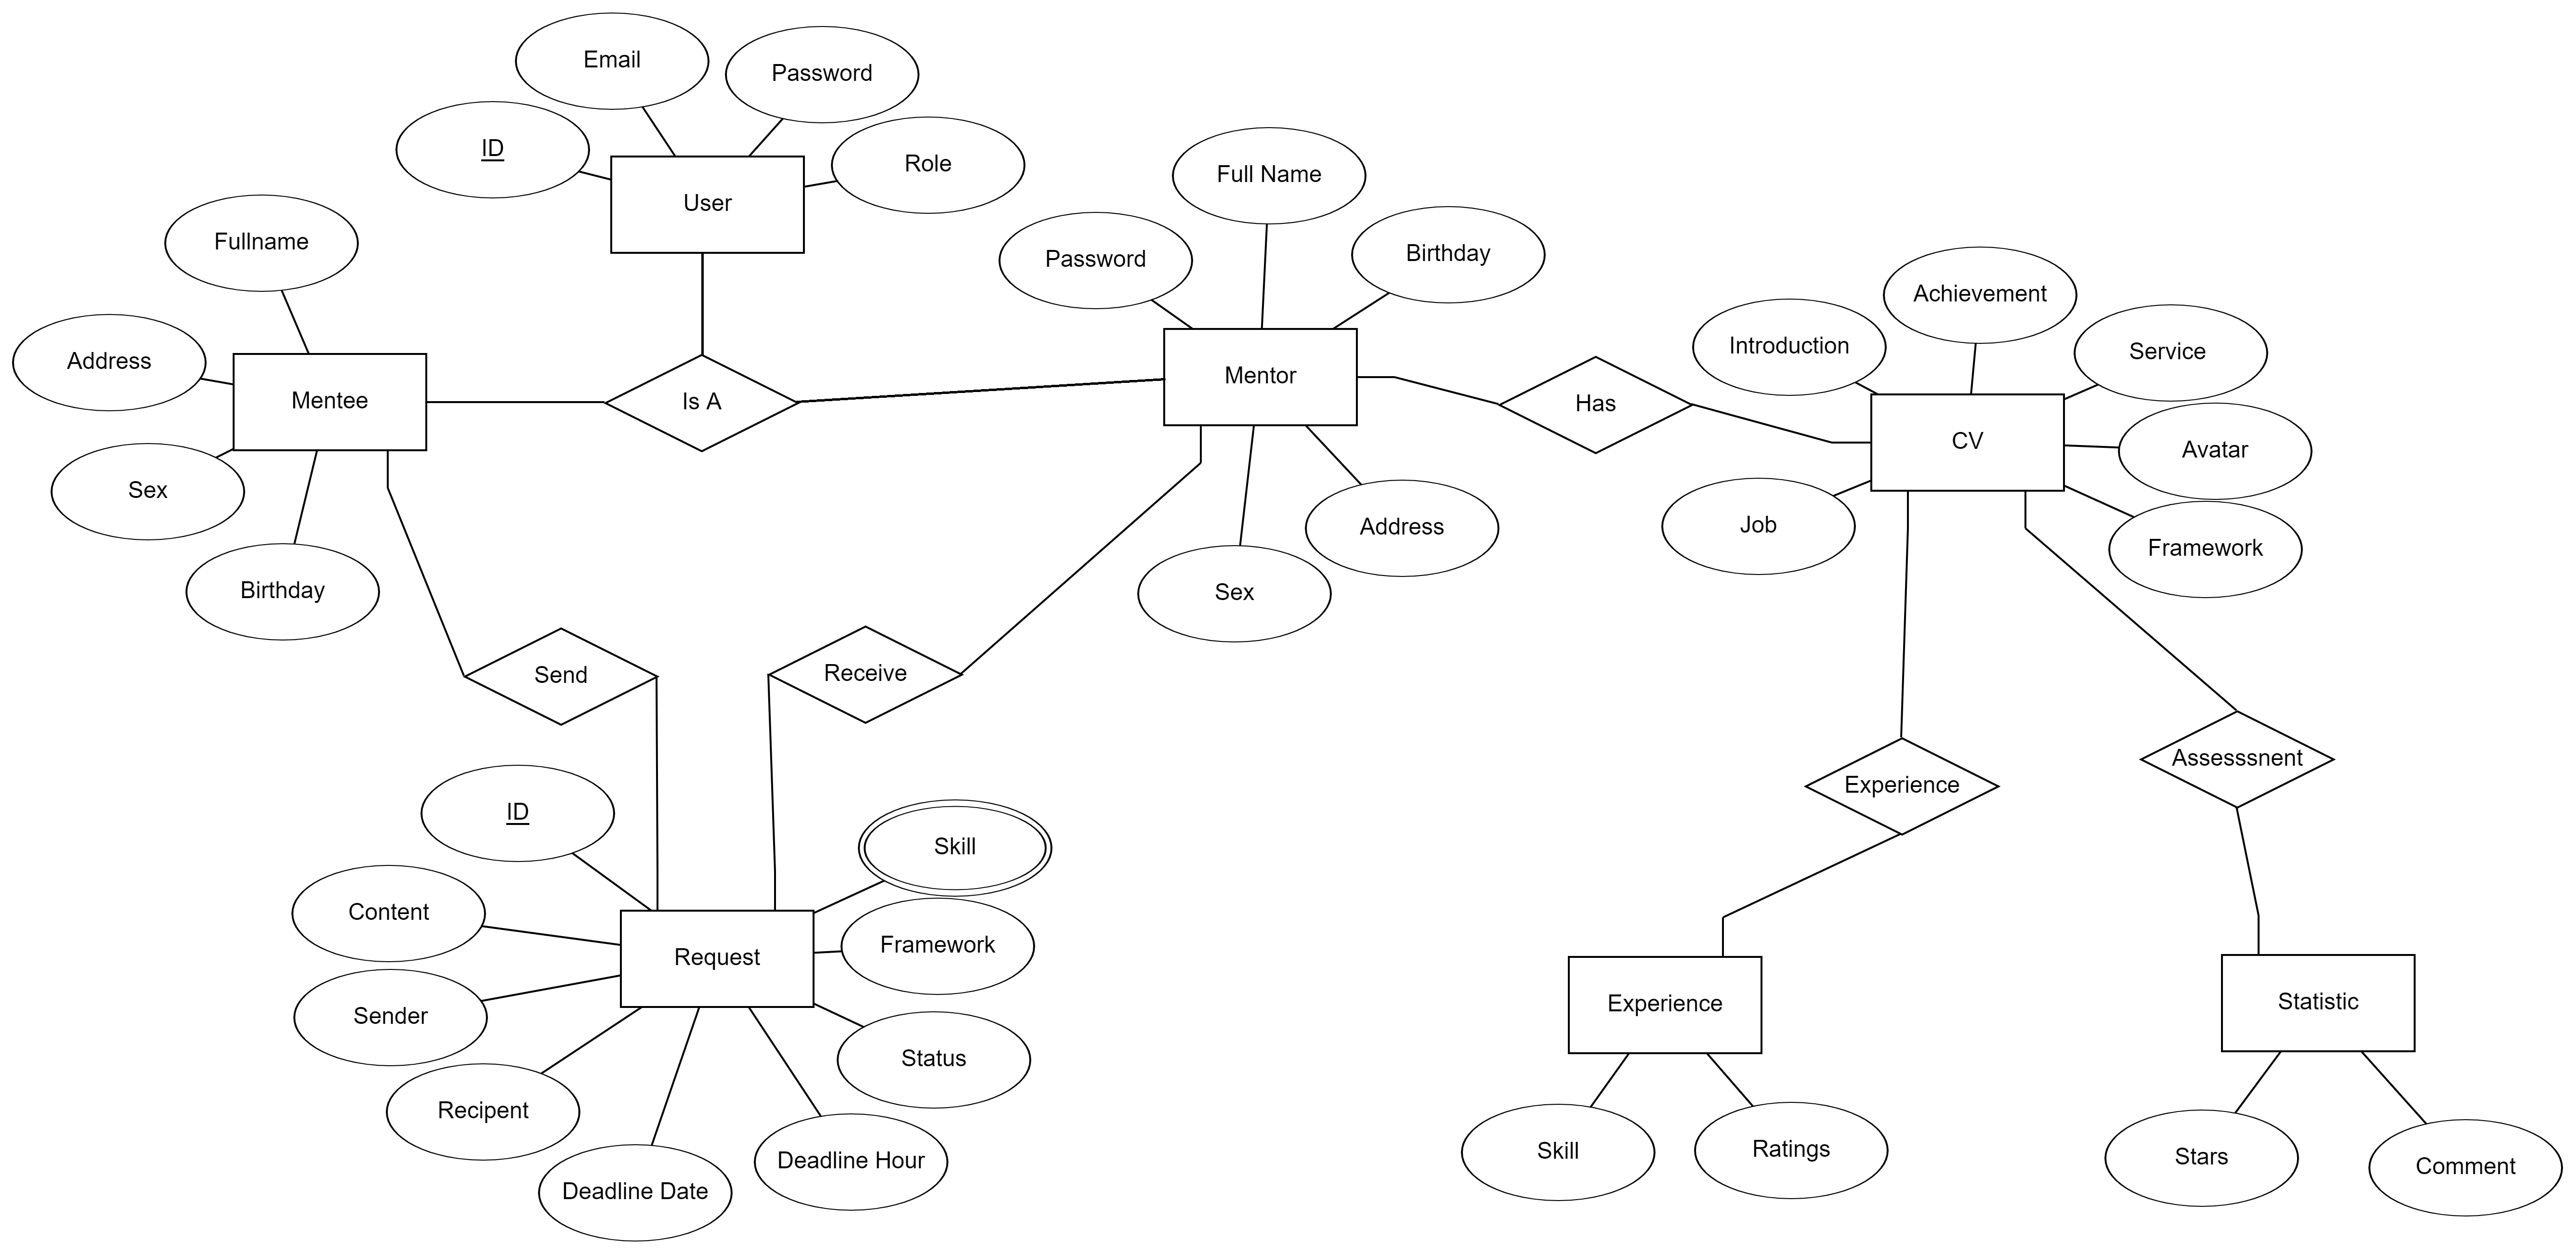 Email
Password
ID
Role
User
Full Name
Fullname
Password
Birthday
Achievement
Introduction
Service
Address
Mentee
Is A
Mentor
Has
CV
Avatar
Sex
Job
Address
Framework
Birthday
Sex
Send
Receive
Experience
Assesssnent
ID
Skill
Content
Framework
Request
Sender
Status
Recipent
Deadline Hour
Deadline Date
Experience
Statistic
Skill
Ratings
Stars
Comment